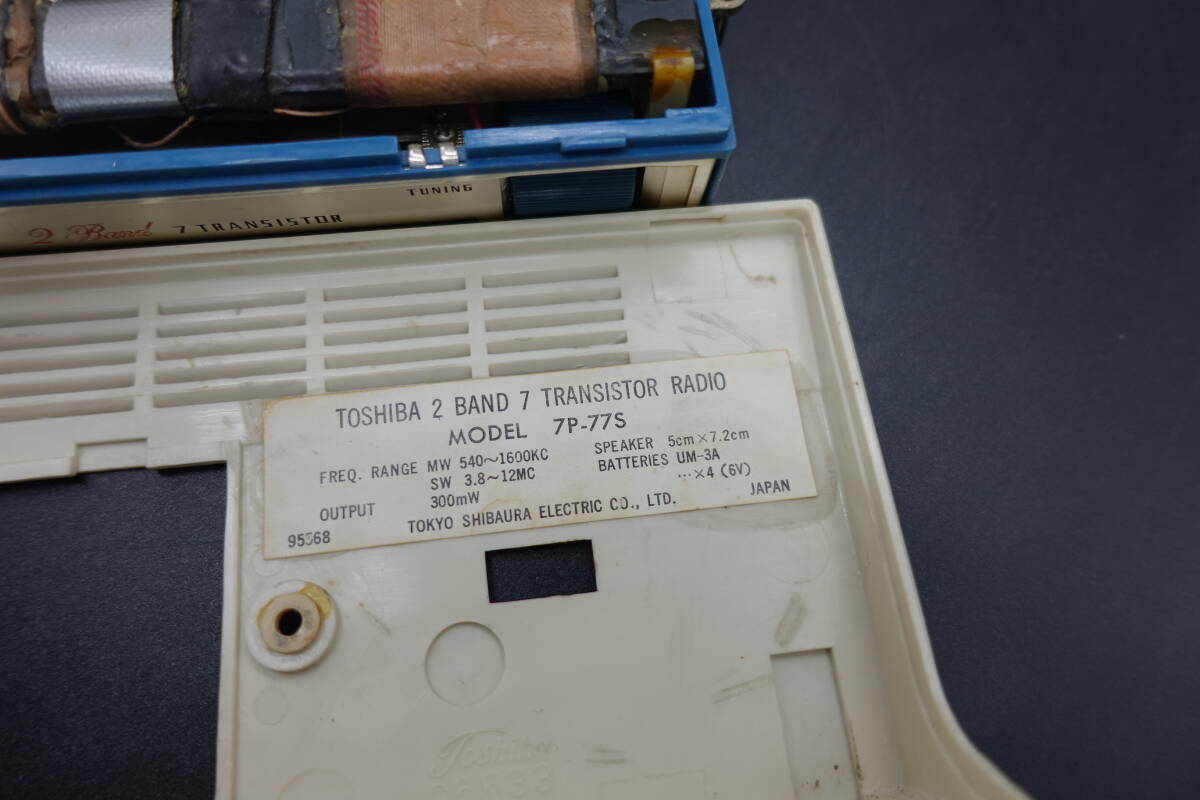 TUNING
2 Band 7 TRANSISTOR
TOSHIBA 2 BAND 7 TRANSISTOR RADIO
MODEL 7P-77S
FREQ. RANGE MW 540~1600KC SPEAKER 5cm×7.2cm
SW 3.8~12MC BATTERIES UM-3A
OUTPUT 300mW ...×4 (6V)
95368 TOKYO SHIBAURA ELECTRIC CO., LTD. JAPAN
Toshiba